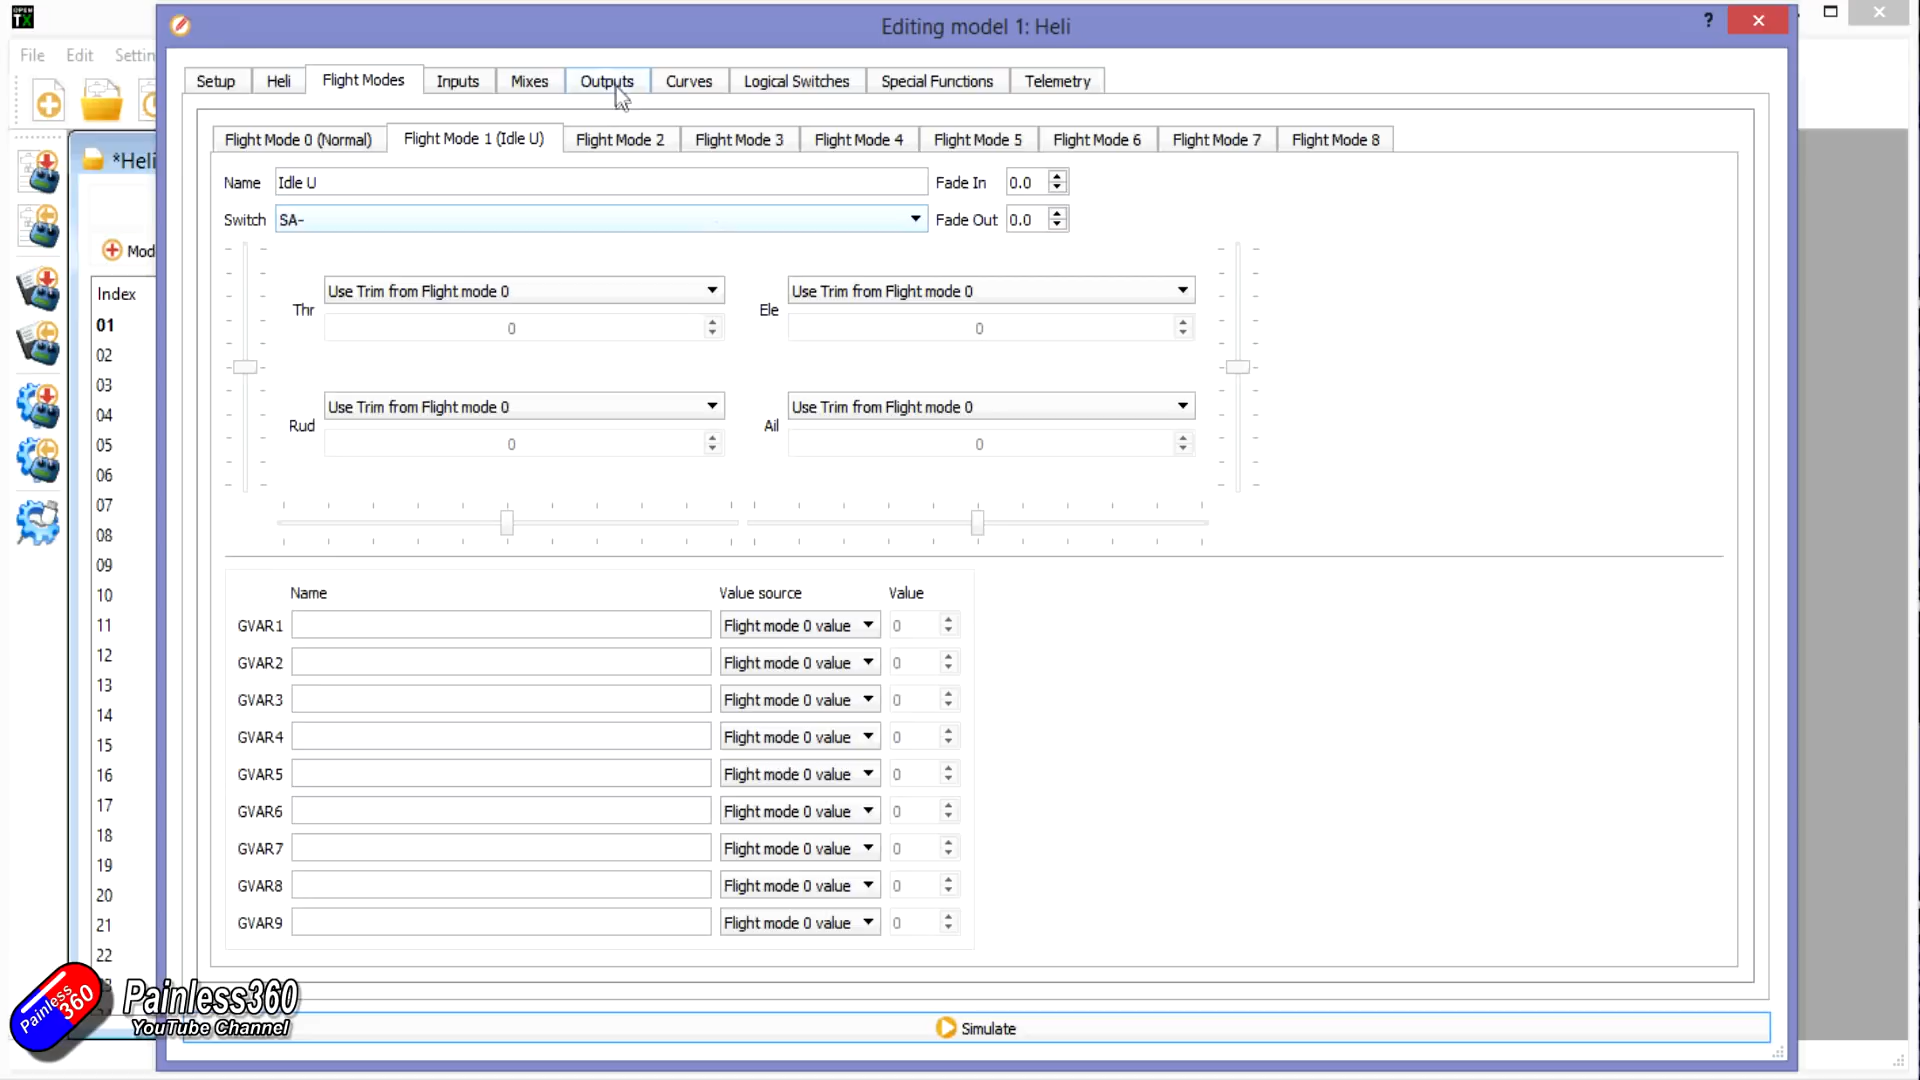 OPEN
TX
Editing model 1: Heli
?
File Edit Settin
Setup Heli Flight Modes Inputs Mixes Outputs Curves Logical Switches Special Functions Telemetry
*Heli
Flight Mode 0 (Normal) Flight Mode 1 (Idle U) Flight Mode 2 Flight Mode 3 Flight Mode 4 Flight Mode 5 Flight Mode 6 Flight Mode 7 Flight Mode 8
Name Idle U Fade In 0.0
Switch SA- Fade Out 0.0
Mod
Index
01
02
03
04
05
06
07
08
09
10
11
12
13
14
15
16
17
18
19
20
21
22
Thr Use Trim from Flight mode 0
0
Ele Use Trim from Flight mode 0
0
Rud Use Trim from Flight mode 0
0
Ail Use Trim from Flight mode 0
0
Name Value source Value
GVAR1 Flight mode 0 value 0
GVAR2 Flight mode 0 value 0
GVAR3 Flight mode 0 value 0
GVAR4 Flight mode 0 value 0
GVAR5 Flight mode 0 value 0
GVAR6 Flight mode 0 value 0
GVAR7 Flight mode 0 value 0
GVAR8 Flight mode 0 value 0
GVAR9 Flight mode 0 value 0
Simulate
Painless
360
Painless360
YouTube Channel